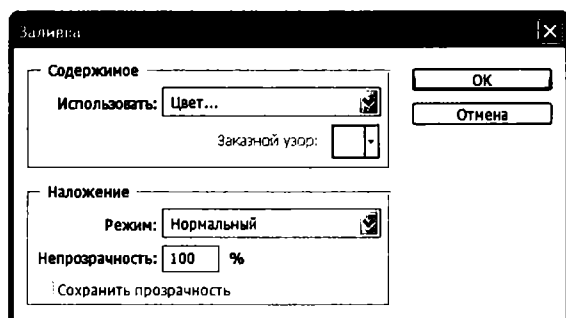 Заливка
Содержимое
Использовать: Цвет...
Заказной узор:
OK
Отмена
Наложение
Режим: Нормальный
Непрозрачность: 100 %
Сохранить прозрачность